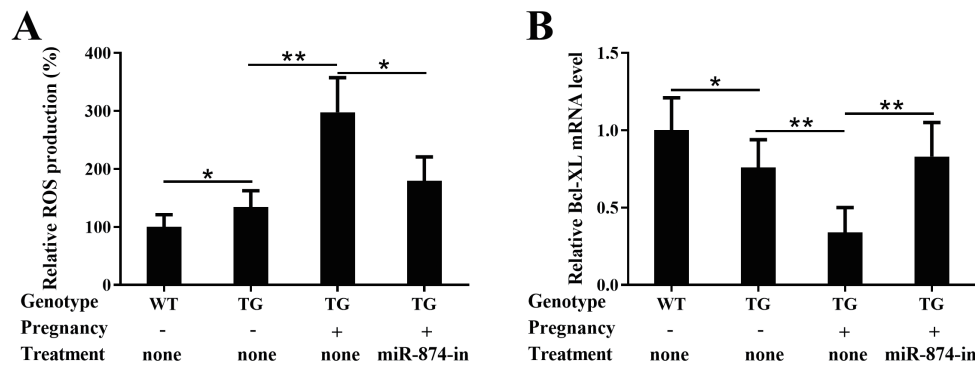 A
Relative ROS production (%)
400
300
200
100
0
*
**
*
Genotype WT TG TG TG
Pregnancy - - + +
Treatment none none none miR-874-in
B
Relative Bcl-XL mRNA level
1.5
1.0
0.5
0.0
*
**
**
Genotype WT TG TG TG
Pregnancy - - + +
Treatment none none none miR-874-in